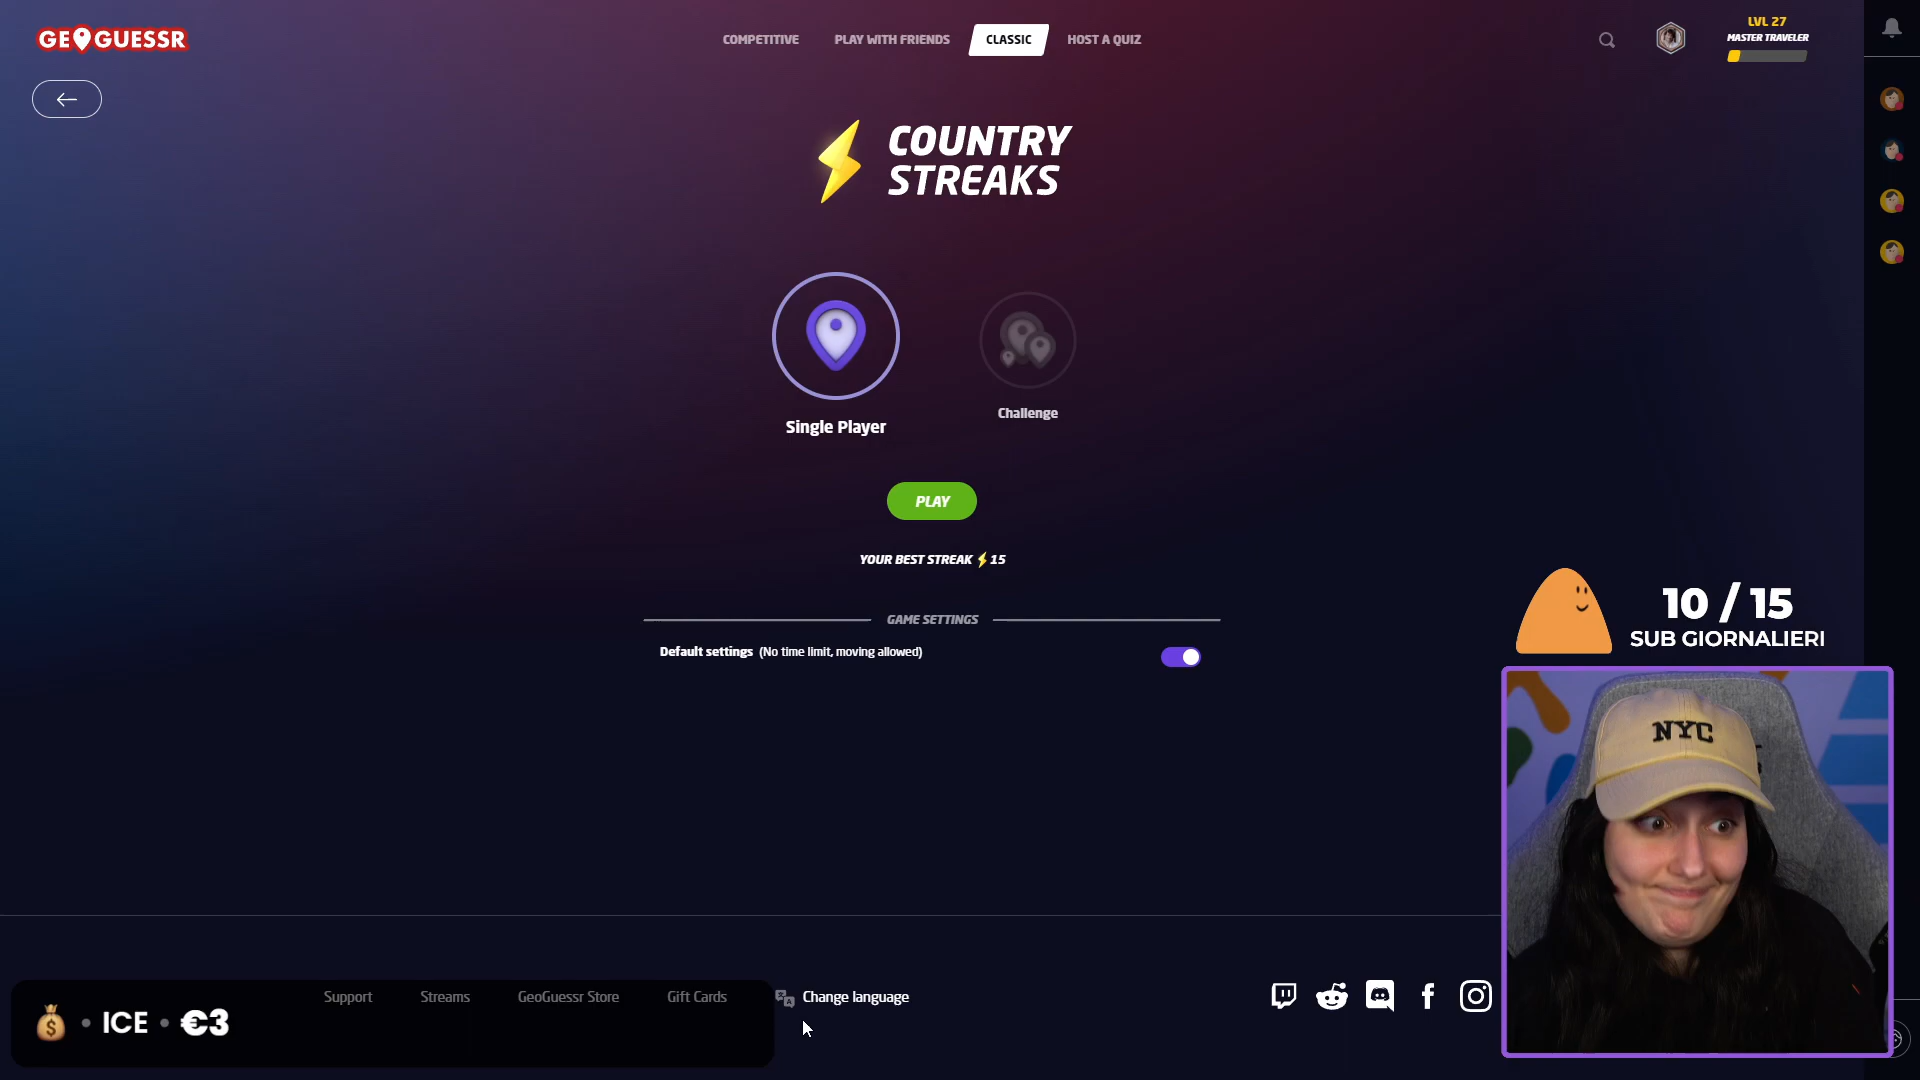 GEOGUESSR
COMPETITIVE
PLAY WITH FRIENDS
CLASSIC
HOST A QUIZ
LVL 27
MASTER TRAVELER
COUNTRY
STREAKS
Single Player
Challenge
PLAY
YOUR BEST STREAK 15
GAME SETTINGS
Default settings (No time limit, moving allowed)
10 / 15
SUB GIORNALIERI
NYC
Support
Streams
GeoGuessr Store
Gift Cards
Change language
• ICE • €3